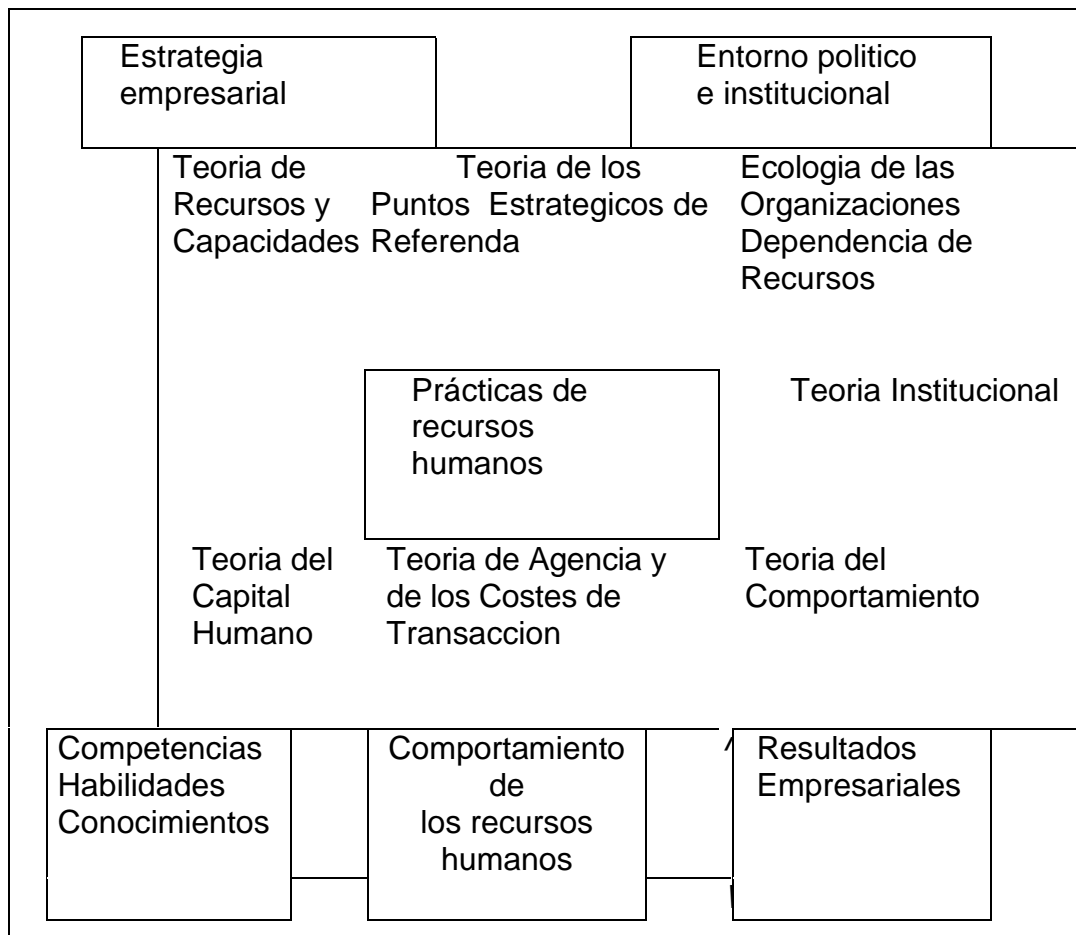 Estrategia
empresarial
Entorno politico
e institucional
Teoria de
Recursos y
Capacidades
Teoria de los
Puntos Estrategicos de
Referenda
Ecologia de las
Organizaciones
Dependencia de
Recursos
Prácticas de
recursos
humanos
Teoria Institucional
Teoria del
Capital
Humano
Teoria de Agencia y
de los Costes de
Transaccion
Teoria del
Comportamiento
Competencias
Habilidades
Conocimientos
Comportamiento
de
los recursos
humanos
Resultados
Empresariales